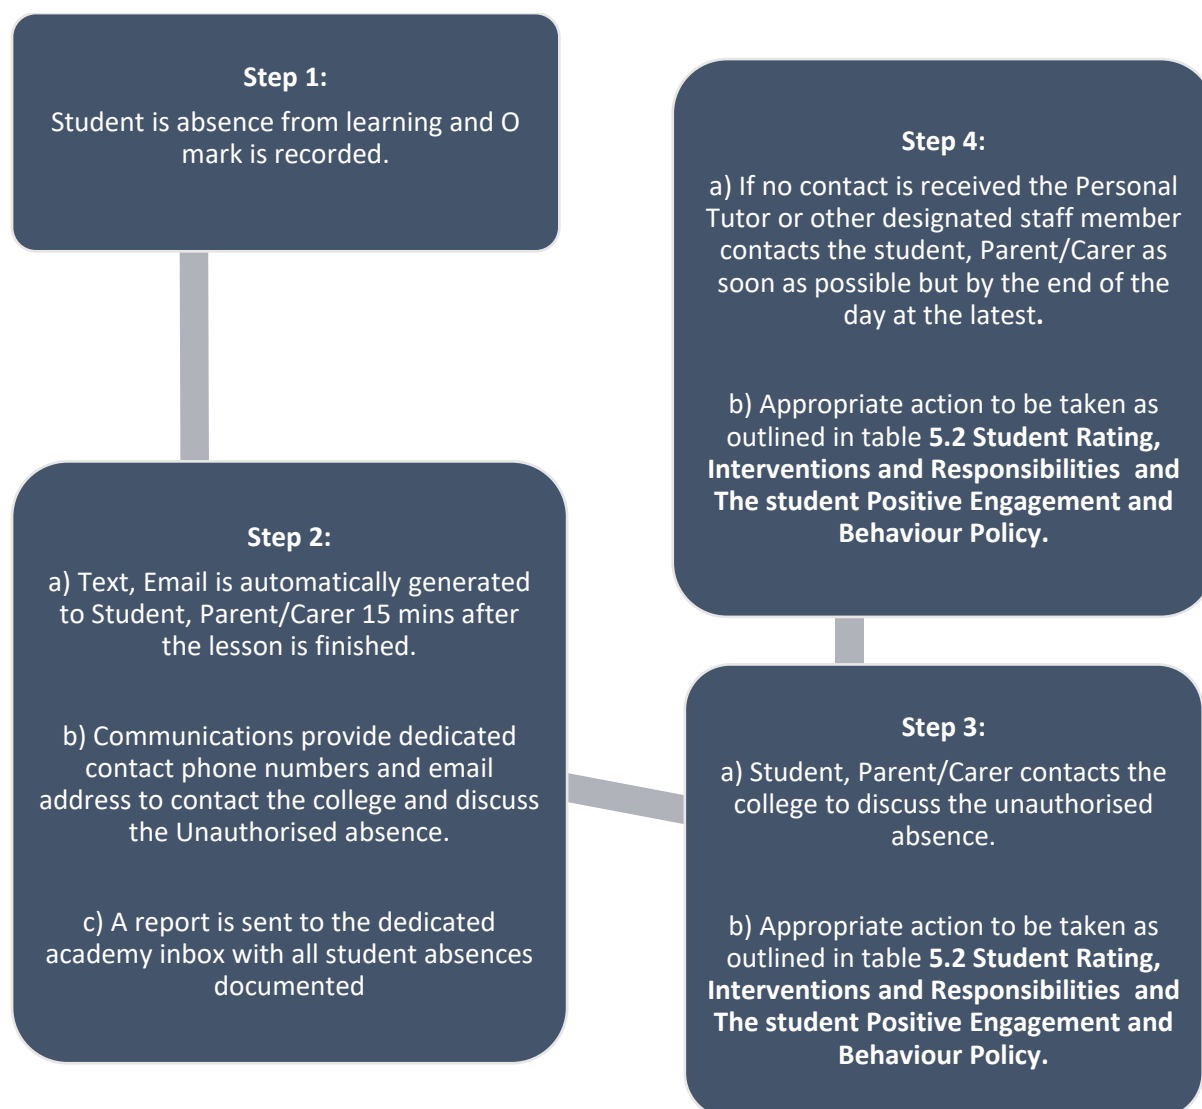 Step 1:
Student is absence from learning and O
mark is recorded.
Step 2:
a) Text, Email is automatically generated
to Student, Parent/Carer 15 mins after
the lesson is finished.
b) Communications provide dedicated
contact phone numbers and email
address to contact the college and discuss
the Unauthorised absence.
c) A report is sent to the dedicated
academy inbox with all student absences
documented
Step 3:
a) Student, Parent/Carer contacts the
college to discuss the unauthorised
absence.
b) Appropriate action to be taken as
outlined in table 5.2 Student Rating,
Interventions and Responsibilities and
The student Positive Engagement and
Behaviour Policy.
Step 4:
a) If no contact is received the Personal
Tutor or other designated staff member
contacts the student, Parent/Carer as
soon as possible but by the end of the
day at the latest.
b) Appropriate action to be taken as
outlined in table 5.2 Student Rating,
Interventions and Responsibilities and
The student Positive Engagement and
Behaviour Policy.